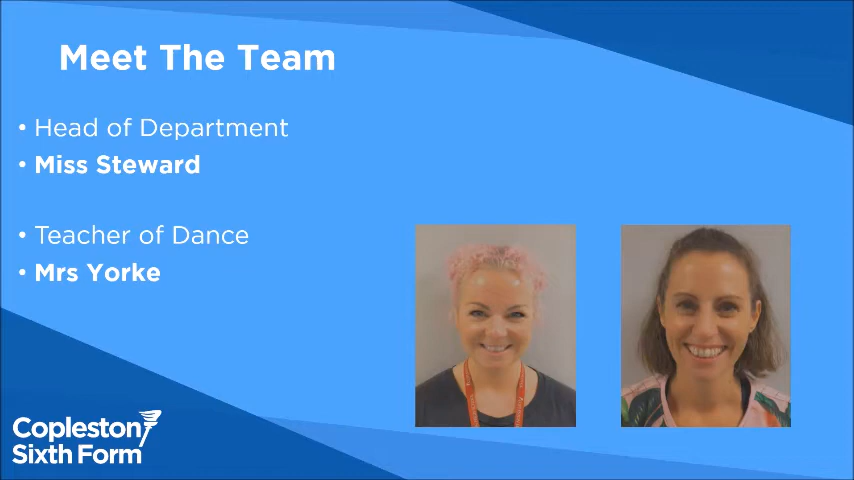 Meet The Team
• Head of Department
• Miss Steward
• Teacher of Dance
• Mrs Yorke
Copleston
Sixth Form